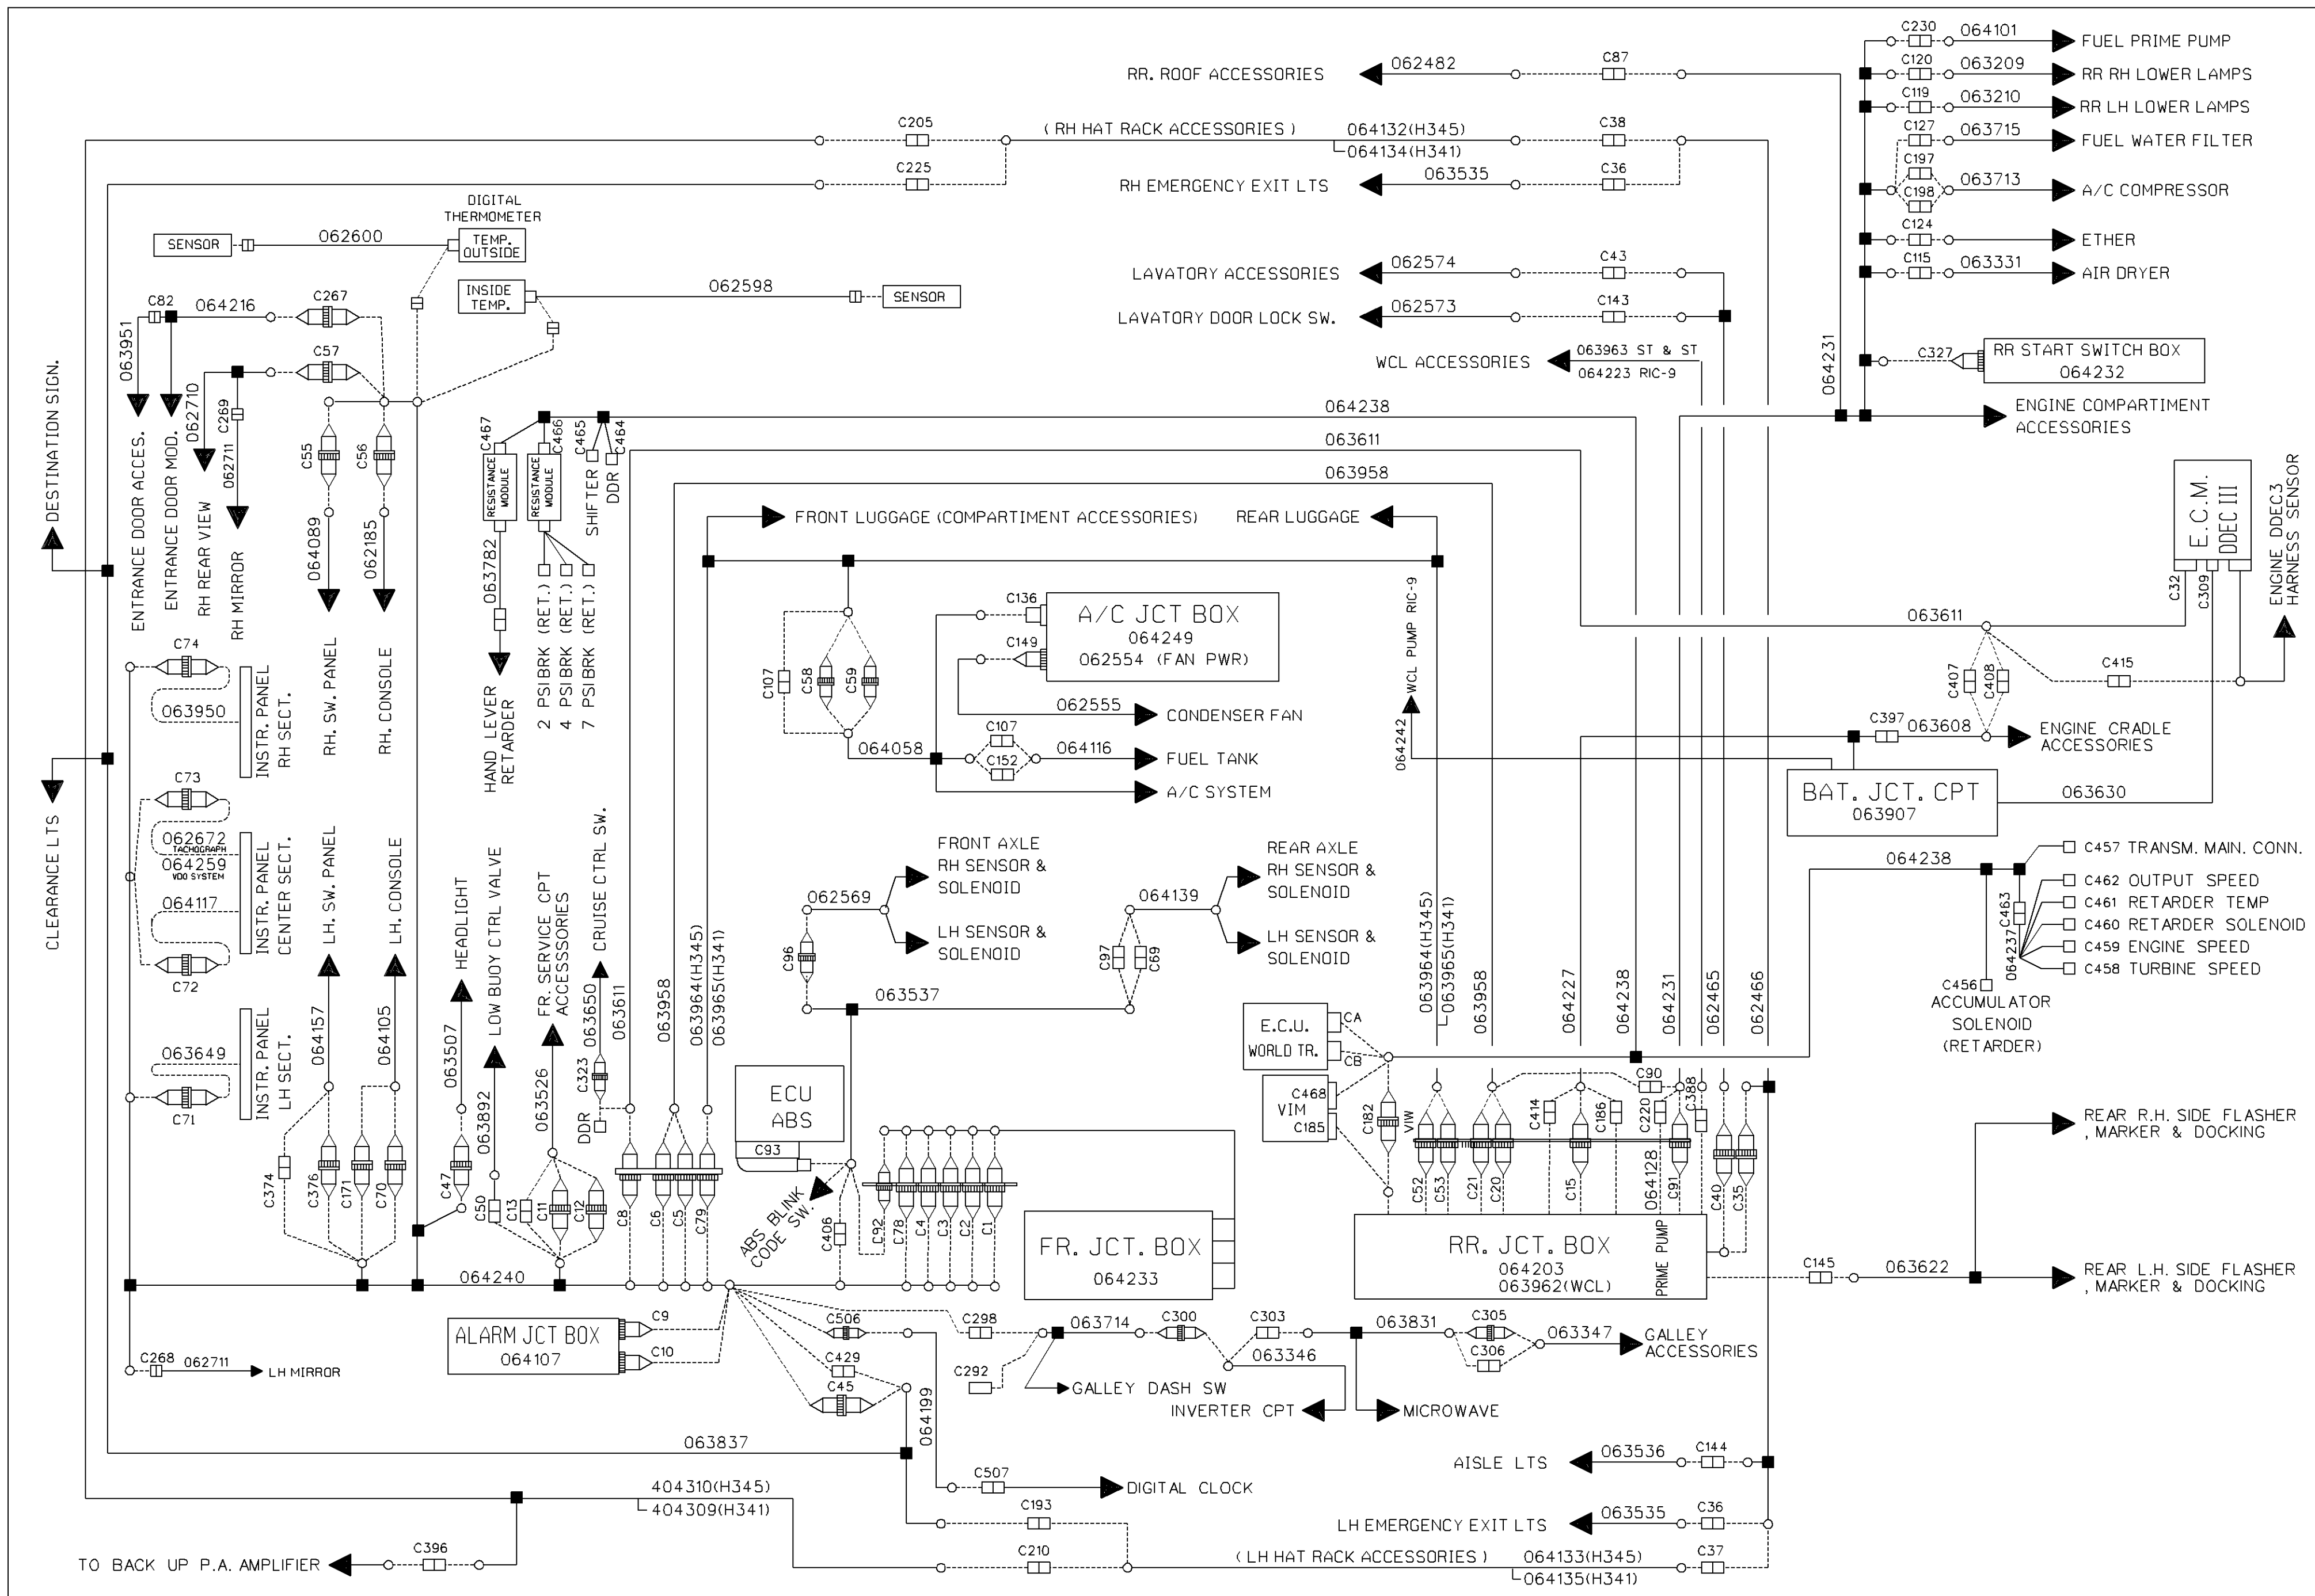 C230 064101 FUEL PRIME PUMP
RR. ROOF ACCESSORIES 062482 C87
C120 063209 RR RH LOWER LAMPS
C119 063210 RR LH LOWER LAMPS
C205 ( RH HAT RACK ACCESSORIES ) 064132(H345) C38
064134(H341)
C127 063715 FUEL WATER FILTER
C225 RH EMERGENCY EXIT LTS 063535 C36
C197 063713 A/C COMPRESSOR
C198
DIGITAL
THERMOMETER
SENSOR 062600 TEMP.
OUTSIDE
C124 ETHER
LAVATORY ACCESSORIES 062574 C43
C115 063331 AIR DRYER
INSIDE
TEMP.
062598 SENSOR
LAVATORY DOOR LOCK SW. 062573 C143
C82 064216 C267
063951
C57
062710
C269
062711
WCL ACCESSORIES 063963 ST & ST
064223 RIC-9
064231
C327 RR START SWITCH BOX
064232
ENGINE COMPARTMENT
ACCESSORIES
DESTINATION SIGN.
ENTRANCE DOOR ACCES.
ENTRANCE DOOR MOD.
RH REAR VIEW
RH MIRROR
C55
C56
064089
062185
RH. SW. PANEL
RH. CONSOLE
C467
C466
C465
C464
RESISTANCE
MODULE
RESISTANCE
MODULE
SHIFTER
DDR
064238
063611
063958
063782
HAND LEVER
RETARDER
2 PSI BRK (RET.)
4 PSI BRK (RET.)
7 PSI BRK (RET.)
FRONT LUGGAGE (COMPARTMENT ACCESSORIES)
REAR LUGGAGE
E.C.M.
DDEC III
ENGINE DDEC3
HARNESS SENSOR
C32
C309
063611
C407
C408
C415
C397 063608 ENGINE CRADLE
ACCESSORIES
WCL PUMP RIC-9
064242
BAT. JCT. CPT
063907
063630
C136
C149
A/C JCT BOX
064249
062554 (FAN PWR)
C107
C58
C59
062555 CONDENSER FAN
064058 C107 064116 FUEL TANK
C152
A/C SYSTEM
C74
063950
INSTR. PANEL
RH SECT.
CLEARANCE LTS
C73
062672
TACHOGRAPH
064259
VDO SYSTEM
064117
C72
INSTR. PANEL
CENTER SECT.
063649
C71
INSTR. PANEL
LH SECT.
LH. SW. PANEL
LH. CONSOLE
064157
064105
C374
C376
C171
C70
HEADLIGHT
063507
C47
LOW BUOY CTRL VALVE
063892
C50
FR. SERVICE CPT
ACCESSSORIES
063526
C13
C11
C12
CRUISE CTRL SW.
063650
C323
DDR
063611
063958
063964(H345)
063965(H341)
C8
C6
C5
C79
FRONT AXLE
RH SENSOR &
SOLENOID
062569
LH SENSOR &
SOLENOID
REAR AXLE
RH SENSOR &
SOLENOID
064139
LH SENSOR &
SOLENOID
C96
C97
C69
063537
ECU
ABS
C93
ABS BLINK
CODE SW.
C406
C92
C78
C4
C3
C2
C1
FR. JCT. BOX
064233
063964(H345)
063965(H341)
063958
064227
064238
064231
062465
062466
064238
C457 TRANSM. MAIN. CONN.
C462 OUTPUT SPEED
C461 RETARDER TEMP
C460 RETARDER SOLENOID
C459 ENGINE SPEED
C458 TURBINE SPEED
C463
064237
C456
ACCUMULATOR
SOLENOID
(RETARDER)
E.C.U.
WORLD TR.
CA
CB
C468
VIM
C185
C182
VIW
C52
C53
C21
C20
C414
C15
C186
C90
C220
C388
064128
C91
C40
C35
RR. JCT. BOX
064203
063962(WCL)
PRIME PUMP
REAR R.H. SIDE FLASHER
, MARKER & DOCKING
C145 063622 REAR L.H. SIDE FLASHER
, MARKER & DOCKING
064240
ALARM JCT BOX
064107
C9
C10
C268 062711 LH MIRROR
C506
C429
C45
064199
C298 063714 C300 C303 063831 C305 063347 GALLEY
ACCESSORIES
C306
063346
C292
GALLEY DASH SW
INVERTER CPT
MICROWAVE
063837
AISLE LTS 063536 C144
404310(H345)
404309(H341)
C507 DIGITAL CLOCK
C193
LH EMERGENCY EXIT LTS 063535 C36
TO BACK UP P.A. AMPLIFIER C396
C210 ( LH HAT RACK ACCESSORIES ) 064133(H345) C37
064135(H341)